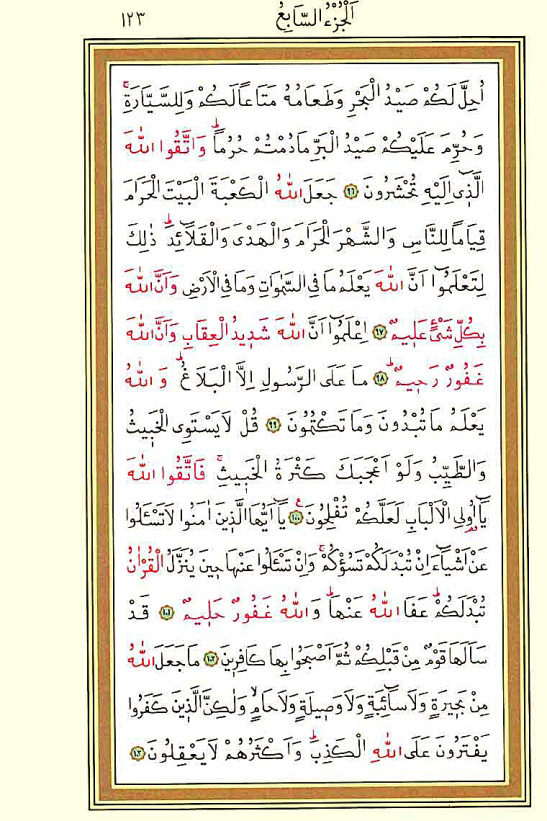 اَلْجُزْءُ السَّابِعُ ١٢٣
اُحِلَّ لَكُمْ صَيْدُ الْبَحْرِ وَطَعَامُهُ مَتَاعًا لَكُمْ وَلِلسَّيَّارَةِۚ
وَحُرِّمَ عَلَيْكُمْ صَيْدُ الْبَرِّ مَا دُمْتُمْ حُرُمًاۜ وَاتَّقُوا اللّٰهَ
الَّذ۪ٓي اِلَيْهِ تُحْشَرُونَ ﴿٩٦﴾ جَعَلَ اللّٰهُ الْكَعْبَةَ الْبَيْتَ الْحَرَامَ
قِيَامًا لِلنَّاسِ وَالشَّهْرَ الْحَرَامَ وَالْهَدْيَ وَالْقَلَٓائِدَۜ ذٰلِكَ
لِتَعْلَمُٓوا اَنَّ اللّٰهَ يَعْلَمُ مَا فِي السَّمٰوَاتِ وَمَا فِي الْاَرْضِ وَاَنَّ اللّٰهَ
بِكُلِّ شَيْءٍ عَل۪يمٌ ﴿٩٧﴾ اِعْلَمُٓوا اَنَّ اللّٰهَ شَد۪يدُ الْعِقَابِ وَاَنَّ اللّٰهَ
غَفُورٌ رَح۪يمٌۜ ﴿٩٨﴾ مَا عَلَى الرَّسُولِ اِلَّا الْبَلَاغُۜ وَاللّٰهُ
يَعْلَمُ مَا تُبْدُونَ وَمَا تَكْتُمُونَ ﴿٩٩﴾ قُلْ لَا يَسْتَوِي الْخَب۪يثُ
وَالطَّيِّبُ وَلَوْ اَعْجَبَكَ كَثْرَةُ الْخَب۪يثِۚ فَاتَّقُوا اللّٰهَ
يَٓا اُو۬لِي الْاَلْبَابِ لَعَلَّكُمْ تُفْلِحُونَ۟ ﴿١٠٠﴾ يَٓا اَيُّهَا الَّذ۪ينَ اٰمَنُوا لَا تَسْـَٔلُوا
عَنْ اَشْيَٓاءَ اِنْ تُبْدَ لَكُمْ تَسُؤْكُمْۚ وَاِنْ تَسْـَٔلُوا عَنْهَا ح۪ينَ يُنَزَّلُ الْقُرْاٰنُ
تُبْدَ لَكُمْۜ عَفَا اللّٰهُ عَنْهَاۜ وَاللّٰهُ غَفُورٌ حَل۪يمٌ ﴿١٠١﴾ قَدْ
سَاَلَهَا قَوْمٌ مِنْ قَبْلِكُمْ ثُمَّ اَصْبَحُوا بِهَا كَافِر۪ينَ ﴿١٠٢﴾ مَا جَعَلَ اللّٰهُ
مِنْ بَح۪يرَةٍ وَلَا سَٓائِبَةٍ وَلَا وَص۪يلَةٍ وَلَا حَامٍۙ وَلٰكِنَّ الَّذ۪ينَ كَفَرُوا
يَفْتَرُونَ عَلَى اللّٰهِ الْكَذِبَۜ وَاَكْثَرُهُمْ لَا يَعْقِلُونَ ﴿١٠٣﴾